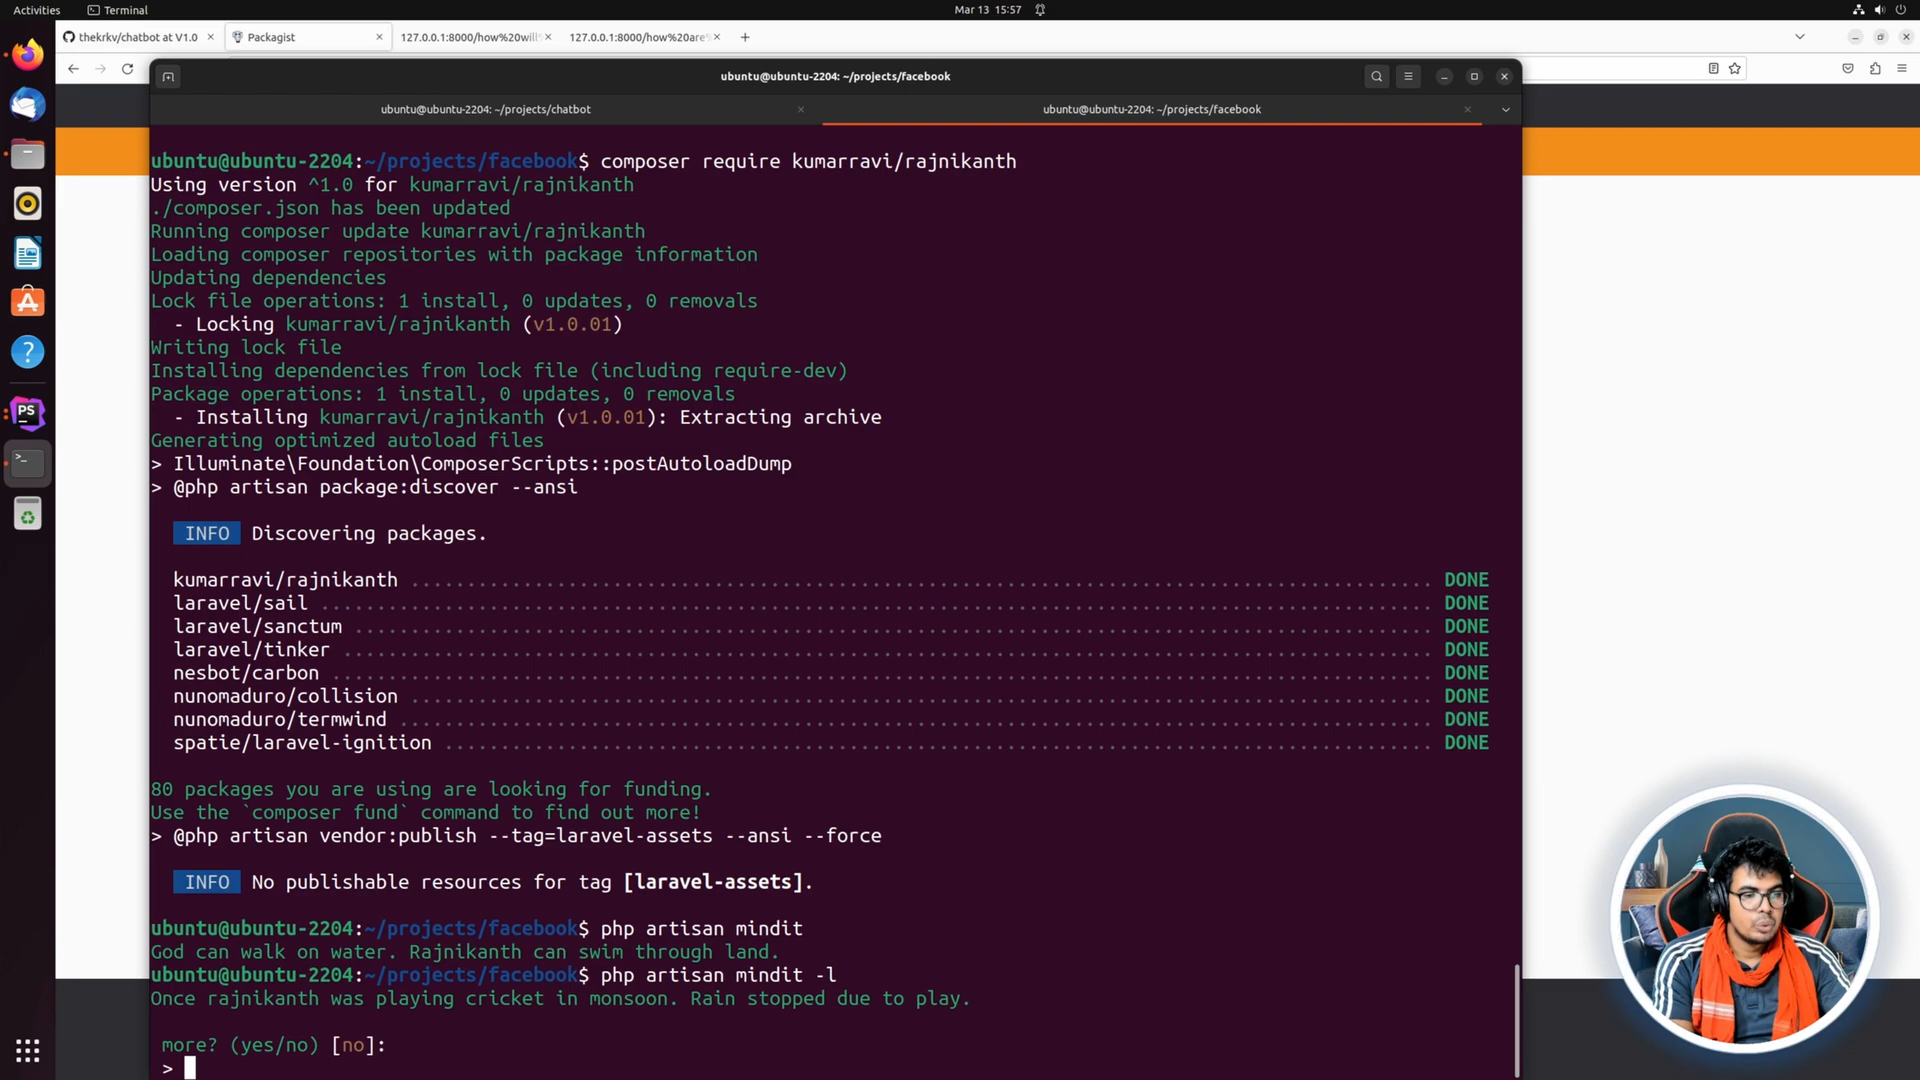 Activities Terminal Mar 13 15:57
thekrkv/chatbot at V1.0 × Packagist × 127.0.0.1:8000/how%20will × 127.0.0.1:8000/how%20are × +
ubuntu@ubuntu-2204: ~/projects/facebook
ubuntu@ubuntu-2204: ~/projects/chatbot × ubuntu@ubuntu-2204: ~/projects/facebook ×
ubuntu@ubuntu-2204:~/projects/facebook$ composer require kumarravi/rajnikanth
Using version ^1.0 for kumarravi/rajnikanth
./composer.json has been updated
Running composer update kumarravi/rajnikanth
Loading composer repositories with package information
Updating dependencies
Lock file operations: 1 install, 0 updates, 0 removals
- Locking kumarravi/rajnikanth (v1.0.01)
Writing lock file
Installing dependencies from lock file (including require-dev)
Package operations: 1 install, 0 updates, 0 removals
- Installing kumarravi/rajnikanth (v1.0.01): Extracting archive
Generating optimized autoload files
> Illuminate\Foundation\ComposerScripts::postAutoloadDump
> @php artisan package:discover --ansi
INFO Discovering packages.
kumarravi/rajnikanth ........ DONE
laravel/sail ........ DONE
laravel/sanctum ........ DONE
laravel/tinker ........ DONE
nesbot/carbon ........ DONE
nunomaduro/collision ........ DONE
nunomaduro/termwind ........ DONE
spatie/laravel-ignition ........ DONE
80 packages you are using are looking for funding.
Use the `composer fund` command to find out more!
> @php artisan vendor:publish --tag=laravel-assets --ansi --force
INFO No publishable resources for tag [laravel-assets].
ubuntu@ubuntu-2204:~/projects/facebook$ php artisan mindit
God can walk on water. Rajnikanth can swim through land.
ubuntu@ubuntu-2204:~/projects/facebook$ php artisan mindit -l
Once rajnikanth was playing cricket in monsoon. Rain stopped due to play.
more? (yes/no) [no]:
>
PS